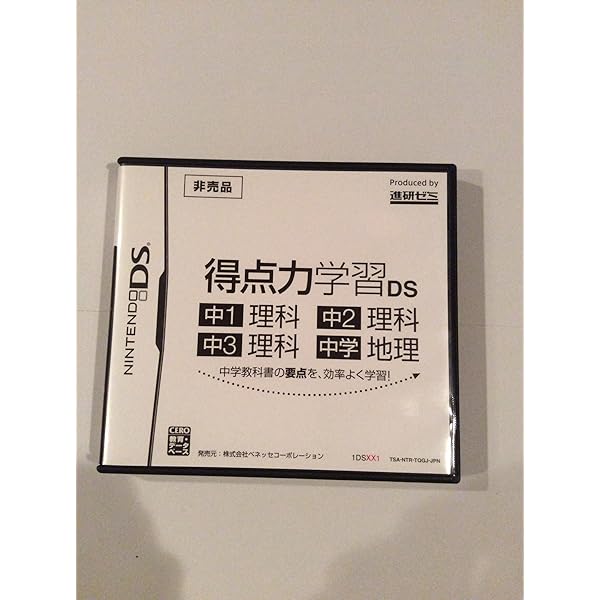 非売品
Produced by
進研ゼミ
NINTENDO DS®
得点力学習DS
中1 理科 中2 理科
中3 理科 中学 地理
中学教科書の要点を、効率よく学習!
CERO
教育・
データ
ベース
発売元:株式会社ベネッセコーポレーション
1DSXX1
TSA-NTR-TQGJ-JPN